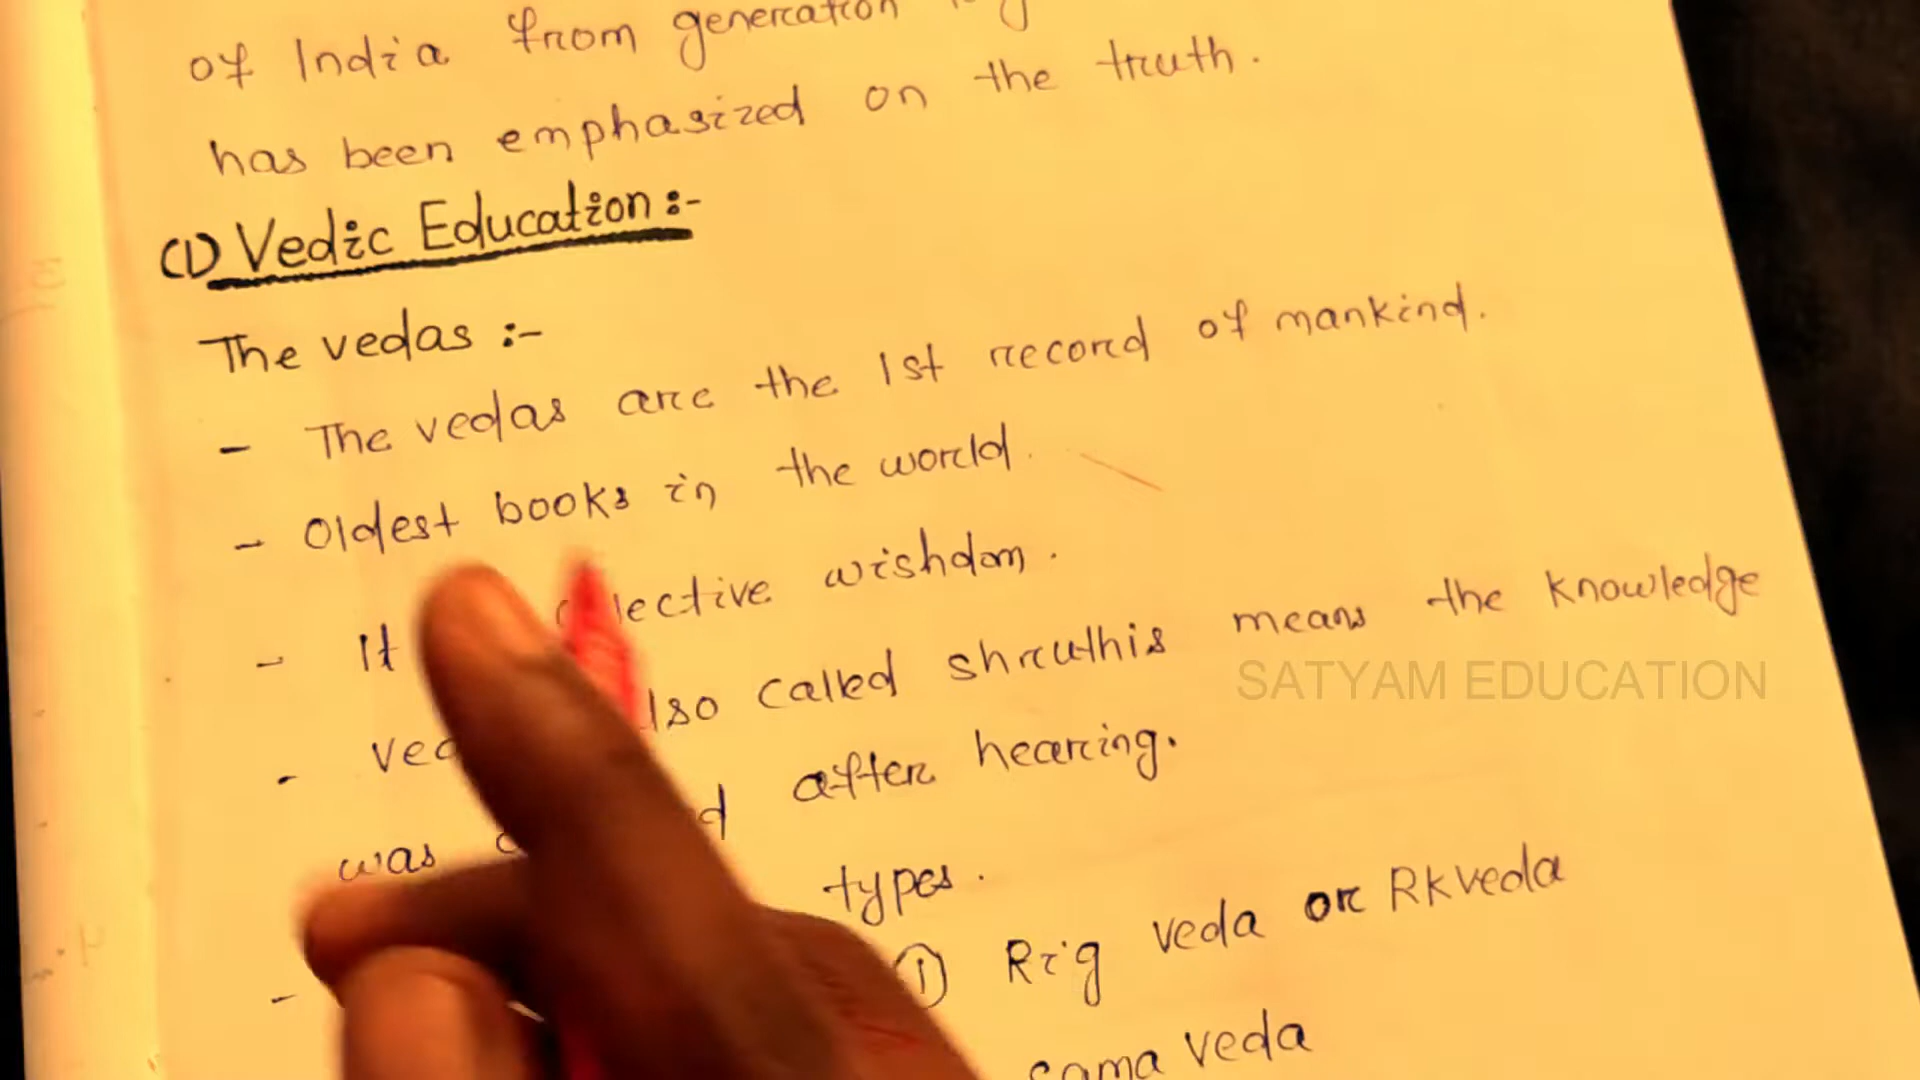 of India from generation
has been emphasized on the truth.
(1) Vedic Education :-
The vedas :-
- The vedas are the 1st record of mankind.
- Oldest books in the world.
- It lective wishdom.
- lso called shruthis means the knowledge
was after hearing.
- types.
① Rig veda or Rkveda
Sama veda
SATYAM EDUCATION